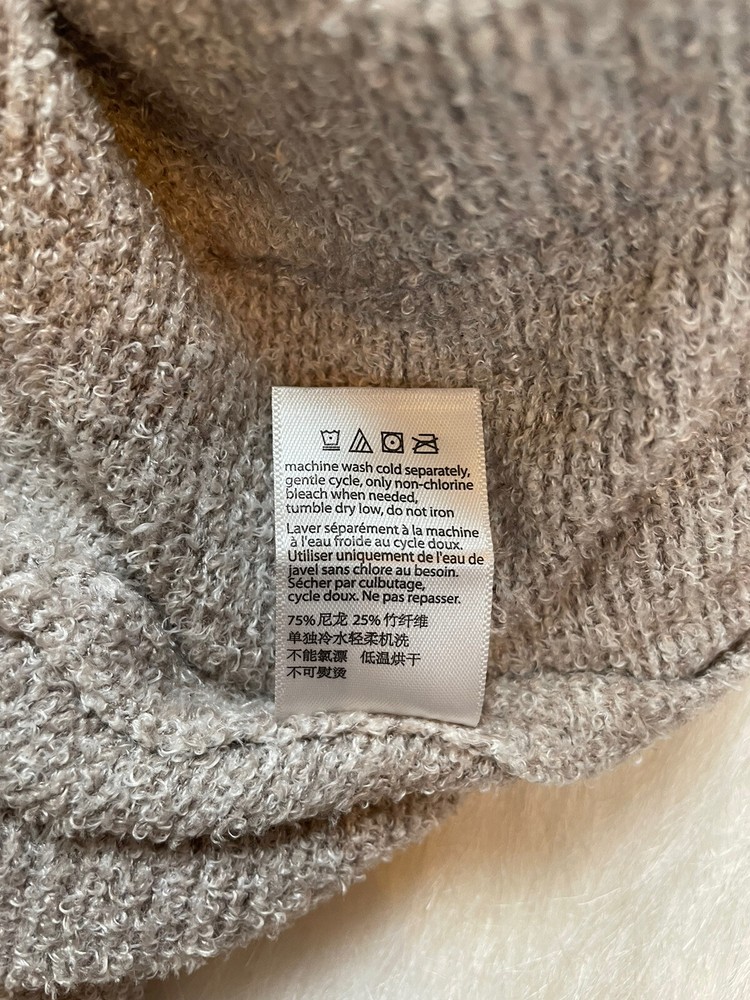 machine wash cold separately,
gentle cycle, only non-chlorine
bleach when needed,
tumble dry low, do not iron
Laver séparément à la machine
à l'eau froide au cycle doux.
Utiliser uniquement de l'eau de
javel sans chlore au besoin.
Sécher par culbutage,
cycle doux. Ne pas repasser.
75% 尼龙 25% 竹纤维
单独冷水轻柔机洗
不能氯漂 低温烘干
不可熨烫